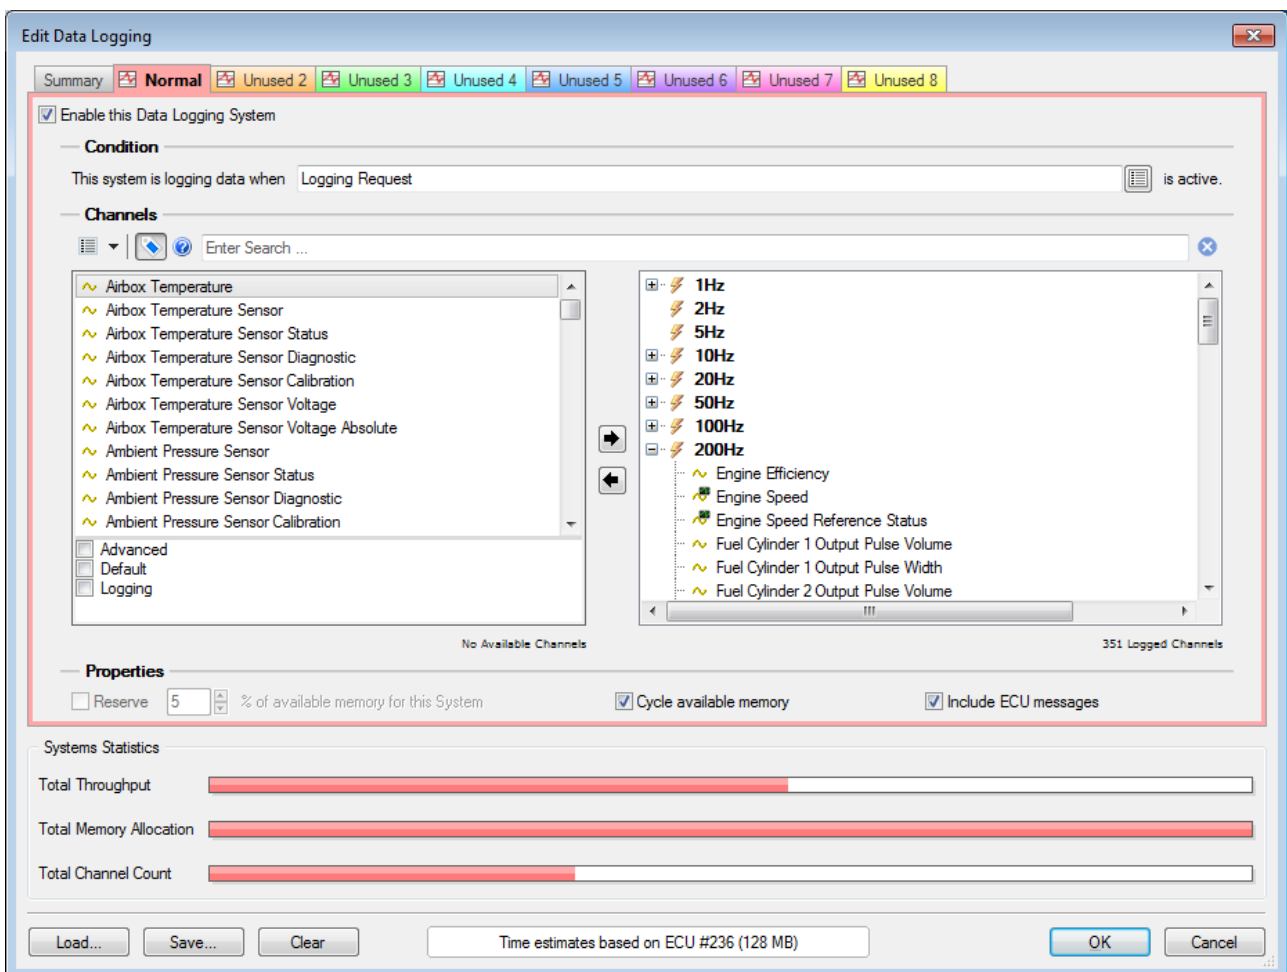 Edit Data Logging
Summary Normal Unused 2 Unused 3 Unused 4 Unused 5 Unused 6 Unused 7 Unused 8
Enable this Data Logging System
Condition
This system is logging data when Logging Request is active.
Channels
Enter Search ...
Airbox Temperature
Airbox Temperature Sensor
Airbox Temperature Sensor Status
Airbox Temperature Sensor Diagnostic
Airbox Temperature Sensor Calibration
Airbox Temperature Sensor Voltage
Airbox Temperature Sensor Voltage Absolute
Ambient Pressure Sensor
Ambient Pressure Sensor Status
Ambient Pressure Sensor Diagnostic
Ambient Pressure Sensor Calibration
Advanced
Default
Logging
No Available Channels
1Hz
2Hz
5Hz
10Hz
20Hz
50Hz
100Hz
200Hz
Engine Efficiency
Engine Speed
Engine Speed Reference Status
Fuel Cylinder 1 Output Pulse Volume
Fuel Cylinder 1 Output Pulse Width
Fuel Cylinder 2 Output Pulse Volume
351 Logged Channels
Properties
Reserve 5 % of available memory for this System Cycle available memory Include ECU messages
Systems Statistics
Total Throughput
Total Memory Allocation
Total Channel Count
Load... Save... Clear Time estimates based on ECU #236 (128 MB) OK Cancel